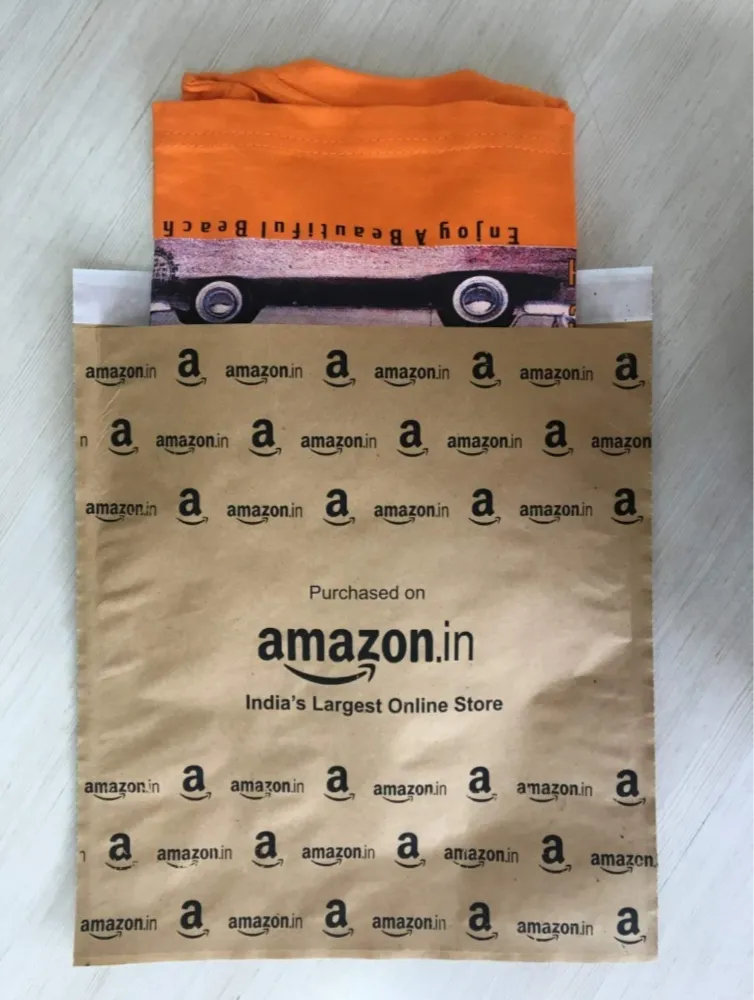 Enjoy A Beautiful Beach
amazon.in a amazon.in a amazon.in a amazon.in a
n a amazon.in a amazon.in a amazon.in a amazon
amazon.in a amazon.in a amazon.in a amazon.in a
Purchased on
amazon.in
India's Largest Online Store
amazon.in a amazon.in a amazon.in a amazon.in a
a amazon.in a amazon.in a amazon.in a amazon.
amazon.in a amazon.in a amazon.in a amazon.in a